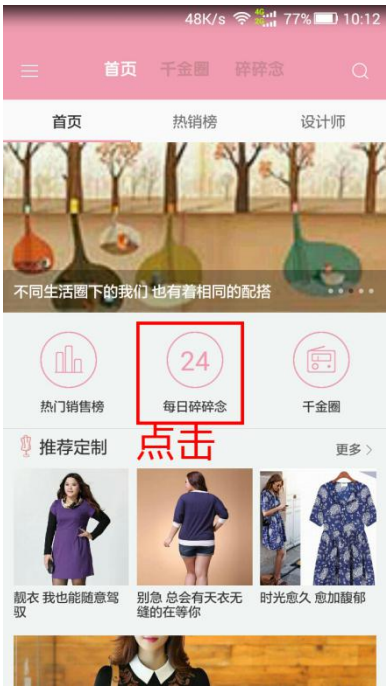 48K/s 4G 2G 77% 10:12
首页 千金圈 碎碎念
首页 热销榜 设计师
不同生活圈下的我们 也有着相同的配搭
24
热门销售榜 每日碎碎念 千金圈
点击
推荐定制 更多
靓衣 我也能随意驾
驭
别急 总会有天衣无
缝的在等你
时光愈久 愈加馥郁